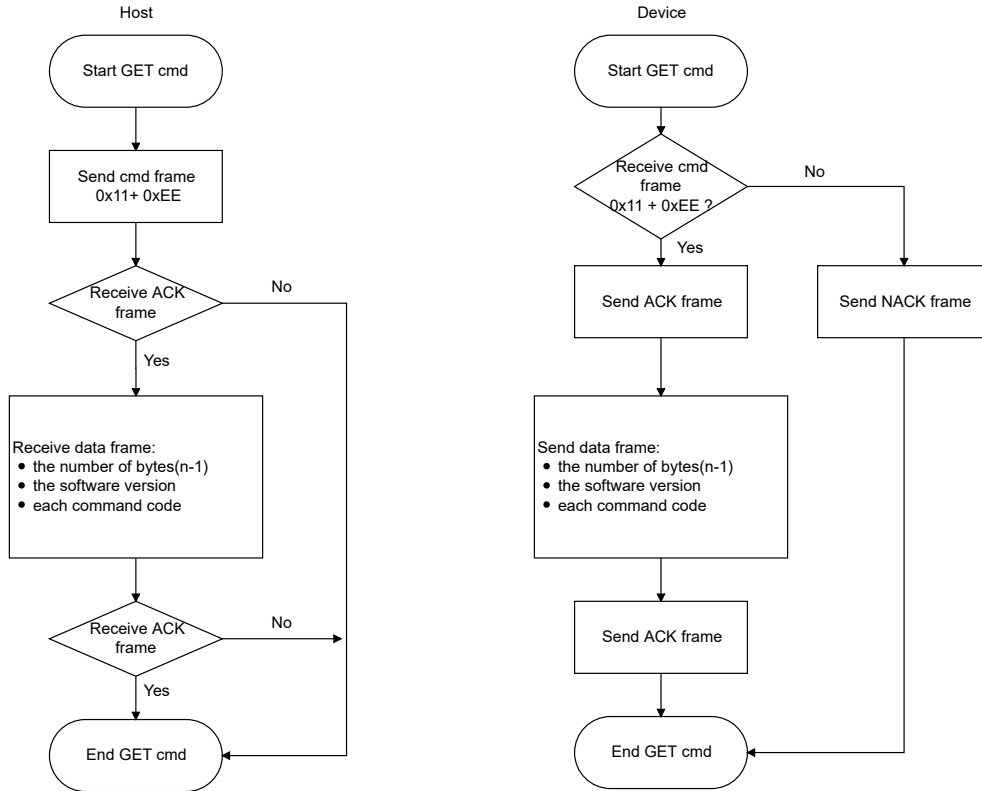 Host
Start GET cmd
Send cmd frame
0x11+ 0xEE
Receive ACK
frame
No
Yes
Receive data frame:
• the number of bytes(n-1)
• the software version
• each command code
Receive ACK
frame
No
Yes
End GET cmd
Device
Start GET cmd
Receive cmd
frame
0x11 + 0xEE ?
No
Yes
Send ACK frame
Send NACK frame
Send data frame:
• the number of bytes(n-1)
• the software version
• each command code
Send ACK frame
End GET cmd